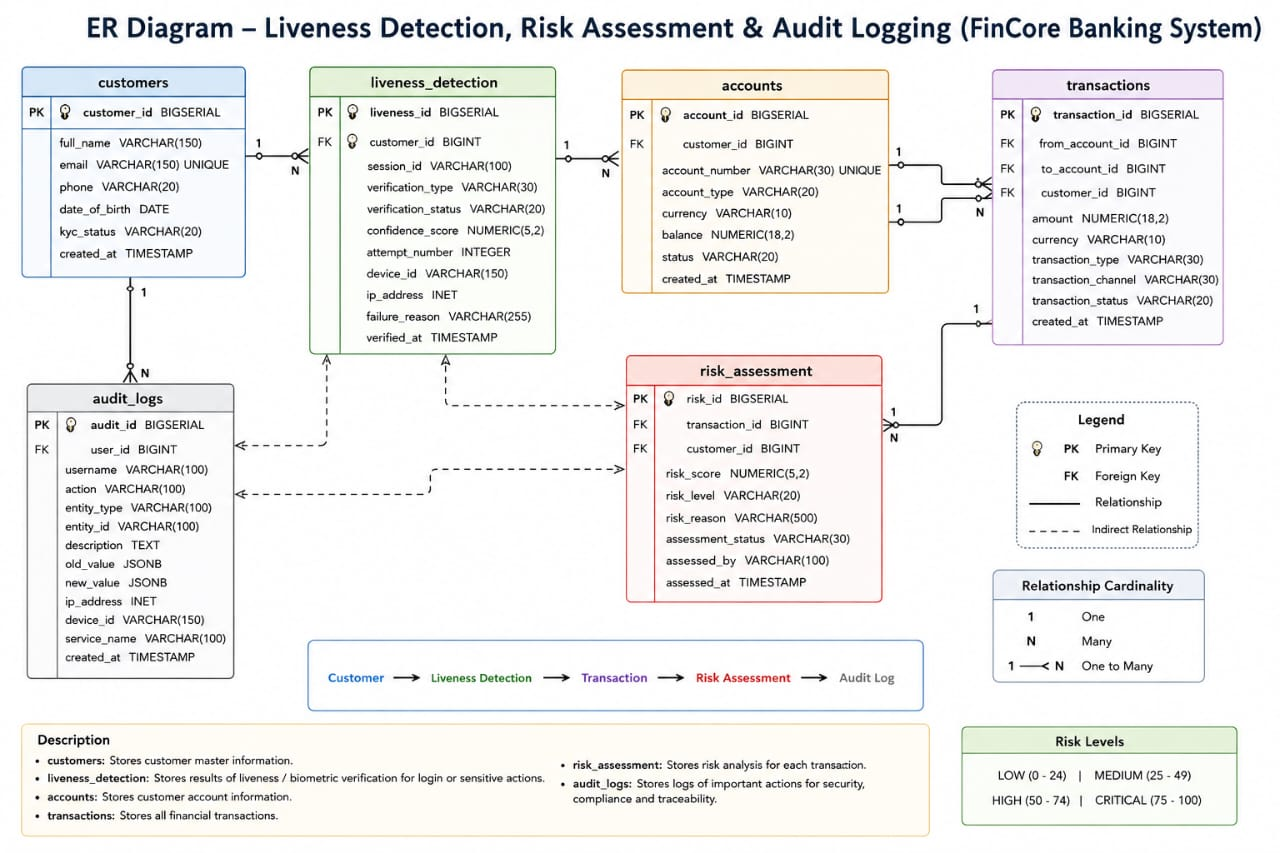 ER Diagram – Liveness Detection, Risk Assessment & Audit Logging (FinCore Banking System)
customers
PK customer_id BIGSERIAL
full_name VARCHAR(150)
email VARCHAR(150) UNIQUE
phone VARCHAR(20)
date_of_birth DATE
kyc_status VARCHAR(20)
created_at TIMESTAMP
1
N
1
N
liveness_detection
PK liveness_id BIGSERIAL
FK customer_id BIGINT
session_id VARCHAR(100)
verification_type VARCHAR(30)
verification_status VARCHAR(20)
confidence_score NUMERIC(5,2)
attempt_number INTEGER
device_id VARCHAR(150)
ip_address INET
failure_reason VARCHAR(255)
verified_at TIMESTAMP
1
N
accounts
PK account_id BIGSERIAL
FK customer_id BIGINT
account_number VARCHAR(30) UNIQUE
account_type VARCHAR(20)
currency VARCHAR(10)
balance NUMERIC(18,2)
status VARCHAR(20)
created_at TIMESTAMP
1
1
N
transactions
PK transaction_id BIGSERIAL
FK from_account_id BIGINT
FK to_account_id BIGINT
FK customer_id BIGINT
amount NUMERIC(18,2)
currency VARCHAR(10)
transaction_type VARCHAR(30)
transaction_channel VARCHAR(30)
transaction_status VARCHAR(20)
created_at TIMESTAMP
1
1
N
audit_logs
PK audit_id BIGSERIAL
FK user_id BIGINT
username VARCHAR(100)
action VARCHAR(100)
entity_type VARCHAR(100)
entity_id VARCHAR(100)
description TEXT
old_value JSONB
new_value JSONB
ip_address INET
device_id VARCHAR(150)
service_name VARCHAR(100)
created_at TIMESTAMP
risk_assessment
PK risk_id BIGSERIAL
FK transaction_id BIGINT
FK customer_id BIGINT
risk_score NUMERIC(5,2)
risk_level VARCHAR(20)
risk_reason VARCHAR(500)
assessment_status VARCHAR(30)
assessed_by VARCHAR(100)
assessed_at TIMESTAMP
Legend
PK Primary Key
FK Foreign Key
Relationship
Indirect Relationship
Relationship Cardinality
1 One
N Many
1 N One to Many
Customer → Liveness Detection → Transaction → Risk Assessment → Audit Log
Description
• customers: Stores customer master information.
• liveness_detection: Stores results of liveness / biometric verification for login or sensitive actions.
• accounts: Stores customer account information.
• transactions: Stores all financial transactions.
• risk_assessment: Stores risk analysis for each transaction.
• audit_logs: Stores logs of important actions for security,
compliance and traceability.
Risk Levels
LOW (0 - 24) | MEDIUM (25 - 49)
HIGH (50 - 74) | CRITICAL (75 - 100)